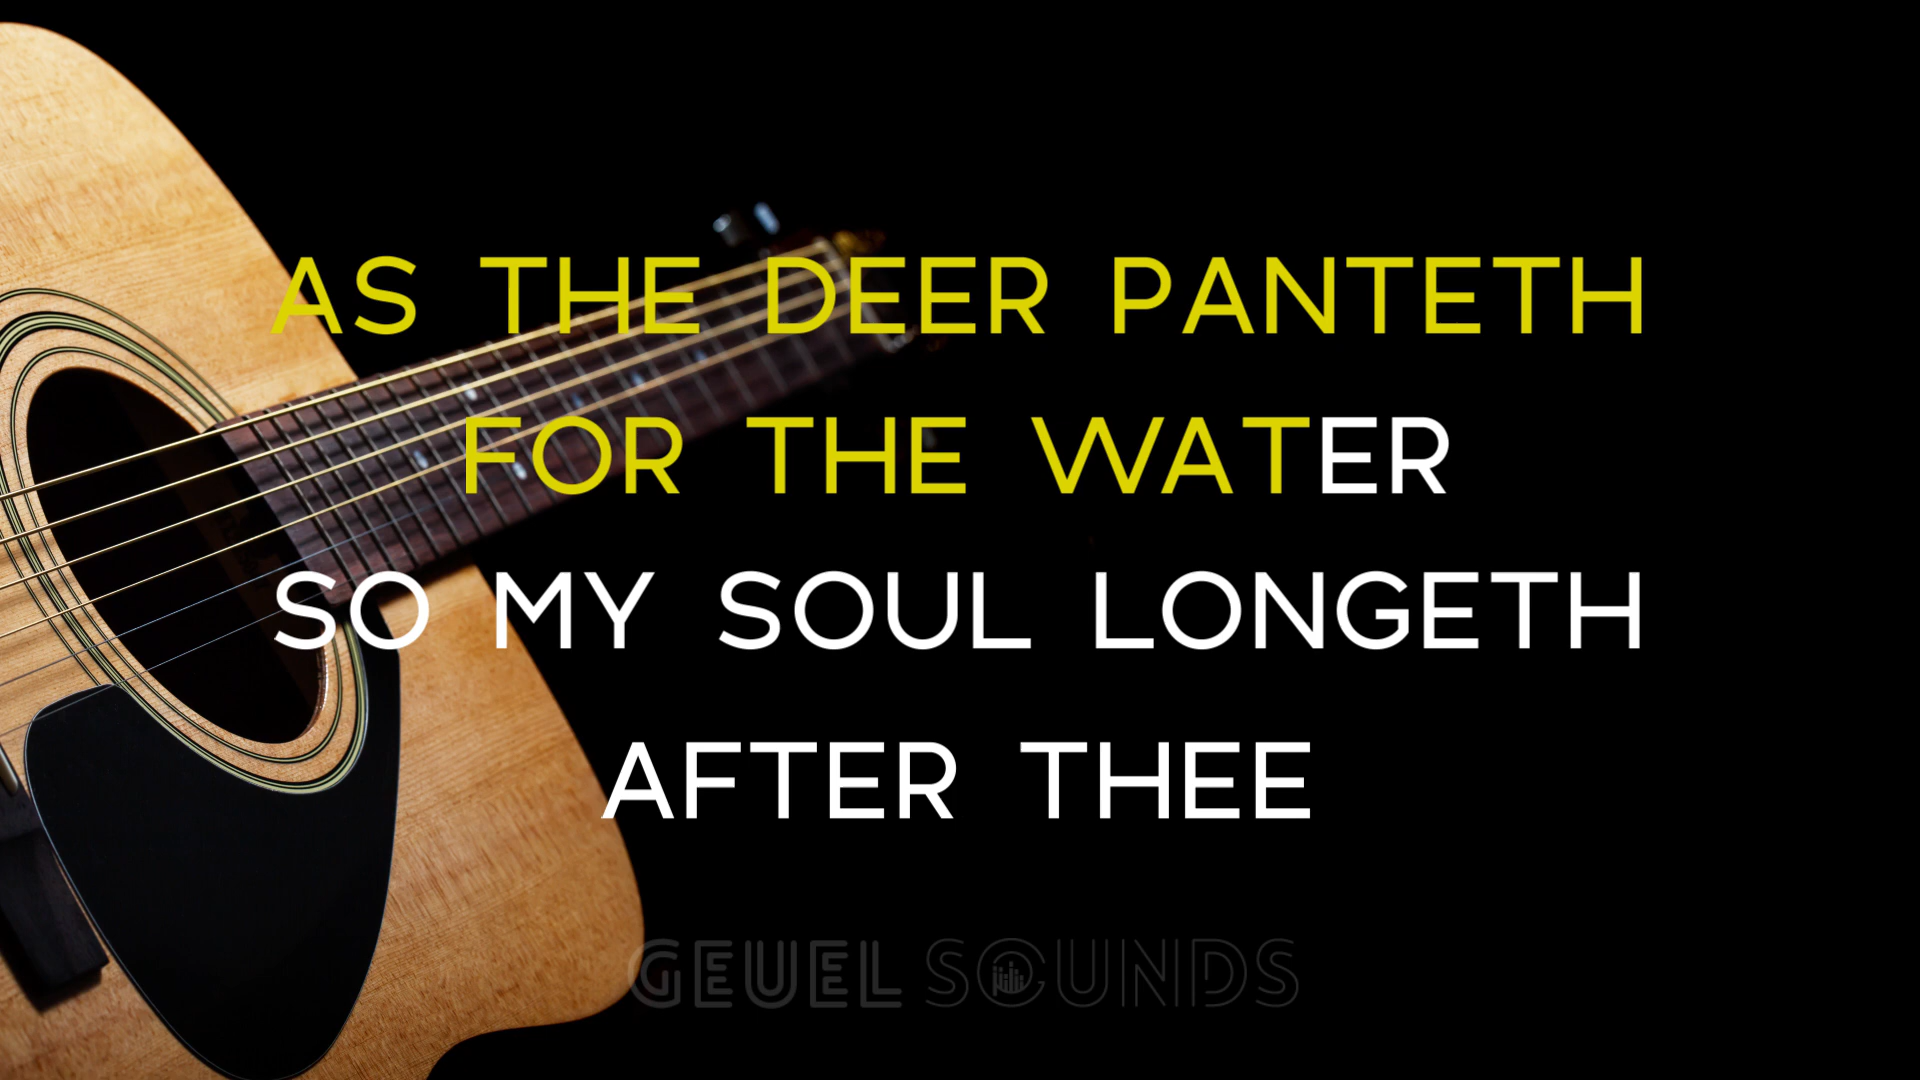 AS THE DEER PANTETH
FOR THE WATER
SO MY SOUL LONGETH
AFTER THEE
GEUEL SOUNDS